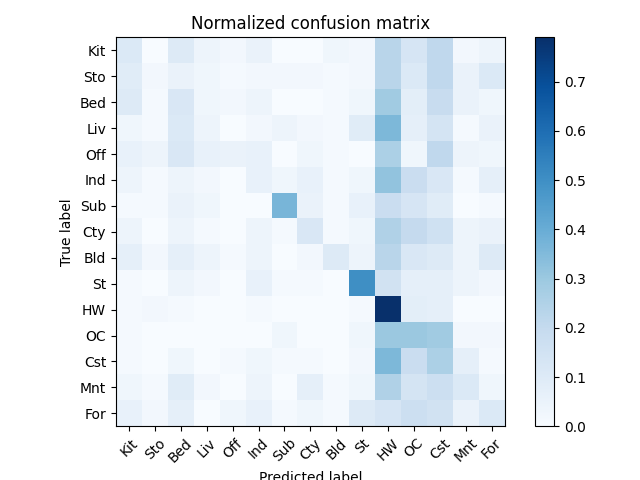 Normalized confusion matrix
True label
Kit
Sto
Bed
Liv
Off
Ind
Sub
Cty
Bld
St
HW
OC
Cst
Mnt
For
Kit Sto Bed Liv Off Ind Sub Cty Bld St HW OC Cst Mnt For
Predicted label
0.7
0.6
0.5
0.4
0.3
0.2
0.1
0.0